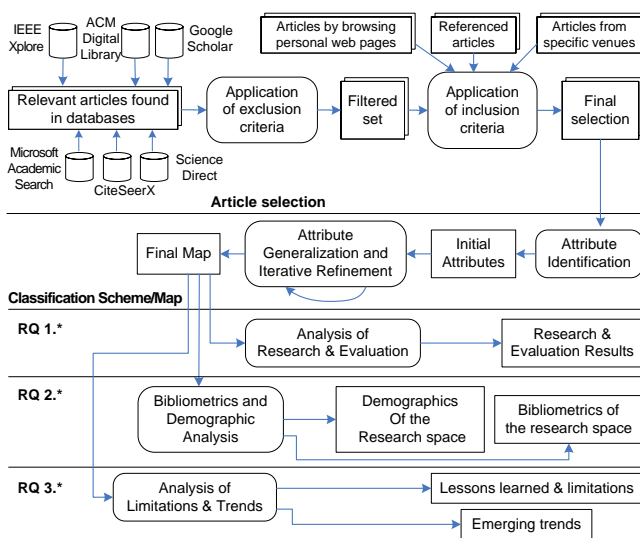 IEEE
Xplore
ACM
Digital
Library
Google
Scholar
Articles by browsing
personal web pages
Referenced
articles
Articles from
specific venues
Relevant articles found
in databases
Application
of exclusion
criteria
Filtered
set
Application
of inclusion
criteria
Final
selection
Microsoft
Academic
Search
CiteSeerX
Science
Direct
Article selection
Final Map
Attribute
Generalization and
Iterative Refinement
Initial
Attributes
Attribute
Identification
Classification Scheme/Map
RQ 1.*
Analysis of
Research & Evaluation
Research &
Evaluation Results
RQ 2.*
Bibliometrics and
Demographic
Analysis
Demographics
Of the
Research space
Bibliometrics of
the research space
RQ 3.*
Analysis of
Limitations & Trends
Lessons learned & limitations
Emerging trends